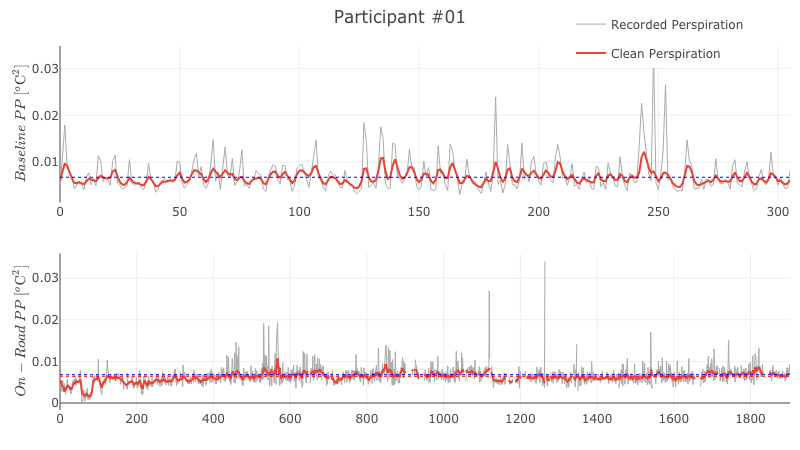 Participant #01
Recorded Perspiration
Clean Perspiration
Baseline PP [°C²]
0.03
0.02
0.01
0 50 100 150 200 250 300
On − Road PP [°C²]
0.03
0.02
0.01
0
0 200 400 600 800 1000 1200 1400 1600 1800